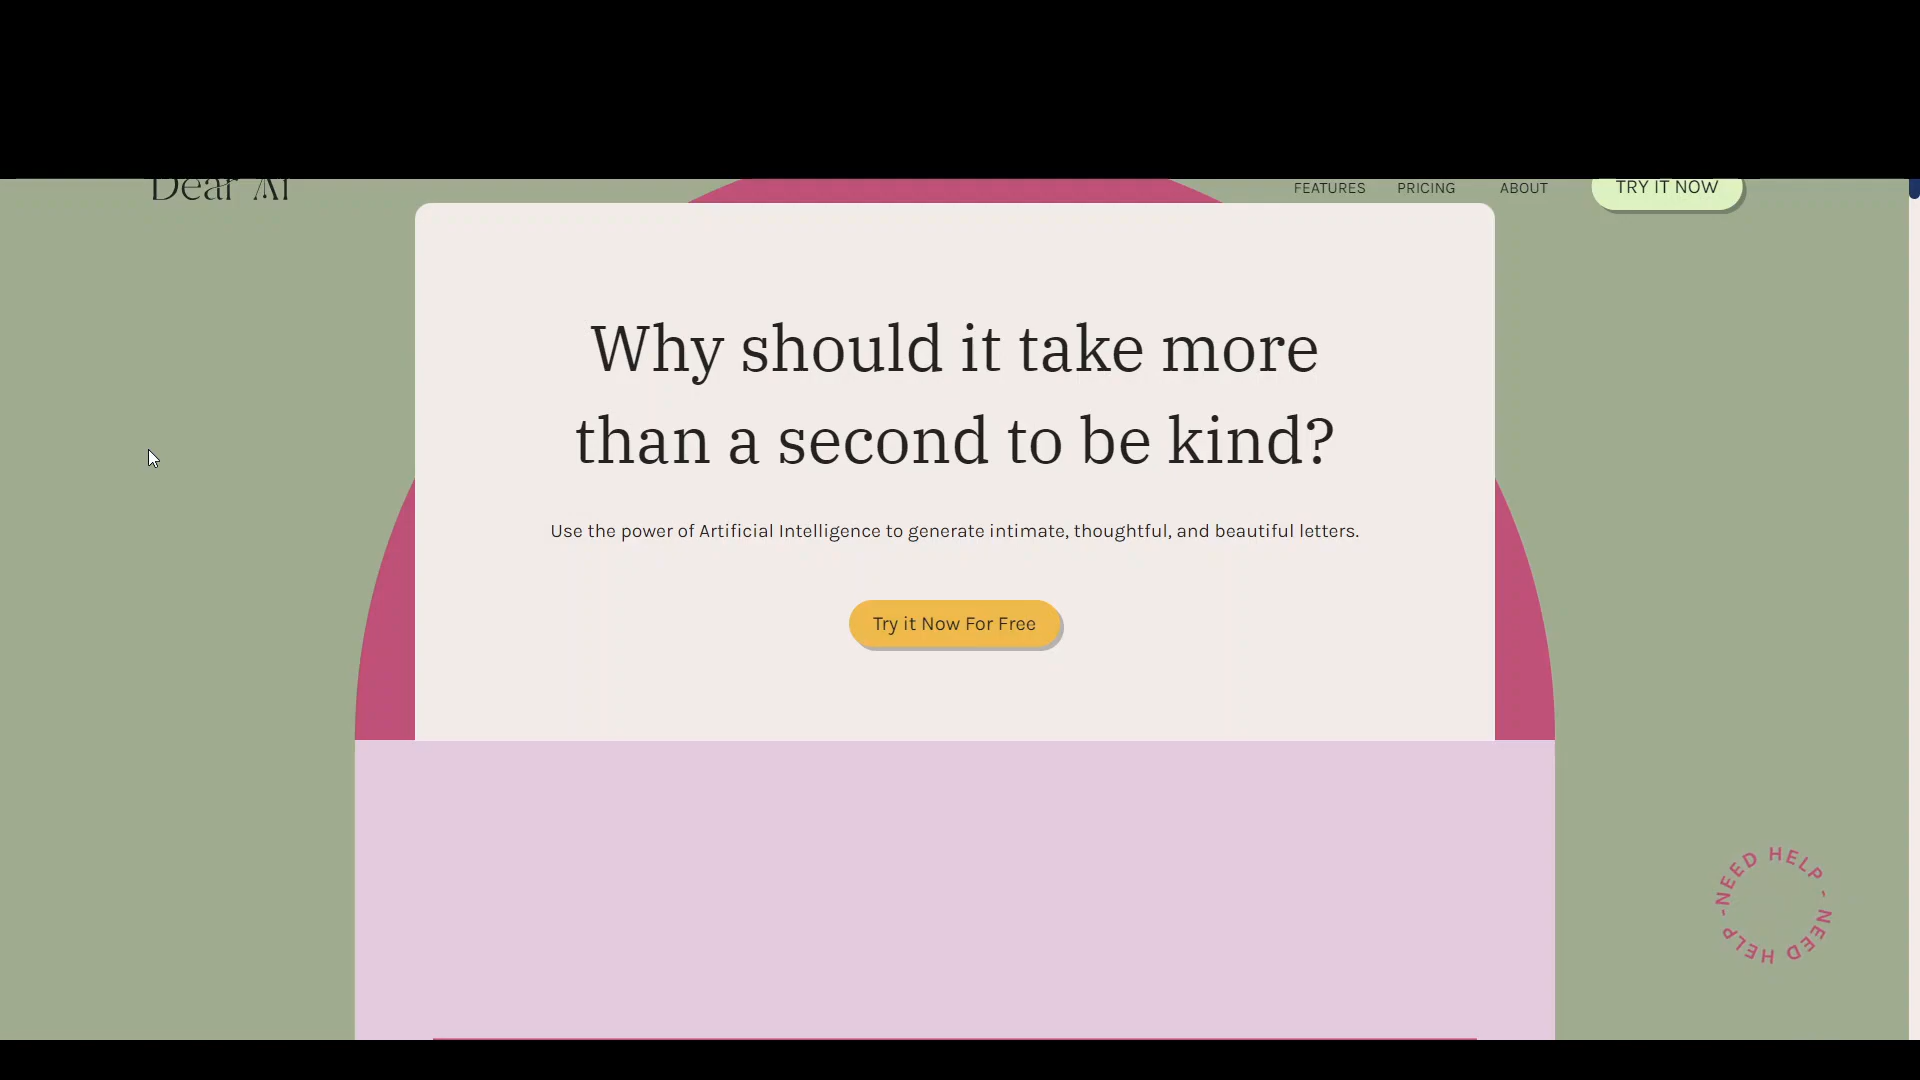 Dear AI
FEATURES PRICING ABOUT TRY IT NOW
Why should it take more
than a second to be kind?
Use the power of Artificial Intelligence to generate intimate, thoughtful, and beautiful letters.
Try it Now For Free
NEED HELP - NEED HELP -